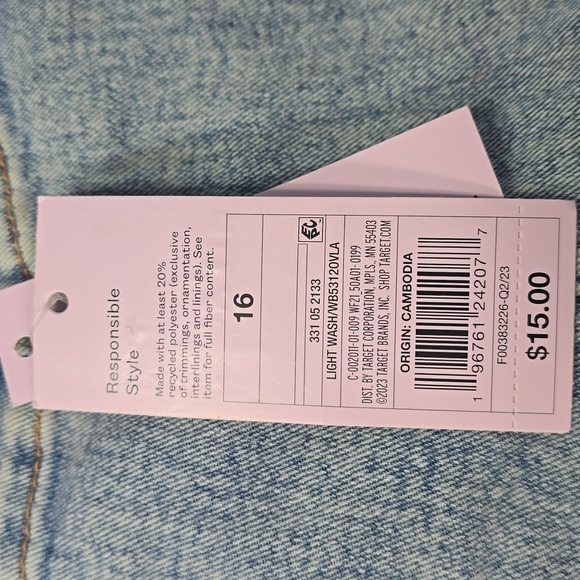 Responsible
Style
Made with at least 20%
recycled polyester (exclusive
of trimmings, ornamentation,
interlinings and linings). See
item for full fiber content.
16
331 05 2133
LIGHT WASH/WB53120VLA
C-000201-01-009 WF21_50A01-0199
DIST. BY TARGET CORPORATION, MPLS, MN 55403
©2023 TARGET BRANDS, INC. SHOP TARGET.COM
ORIGIN: CAMBODIA
1 96761 24207 7
F00383226-Q2/23
$15.00